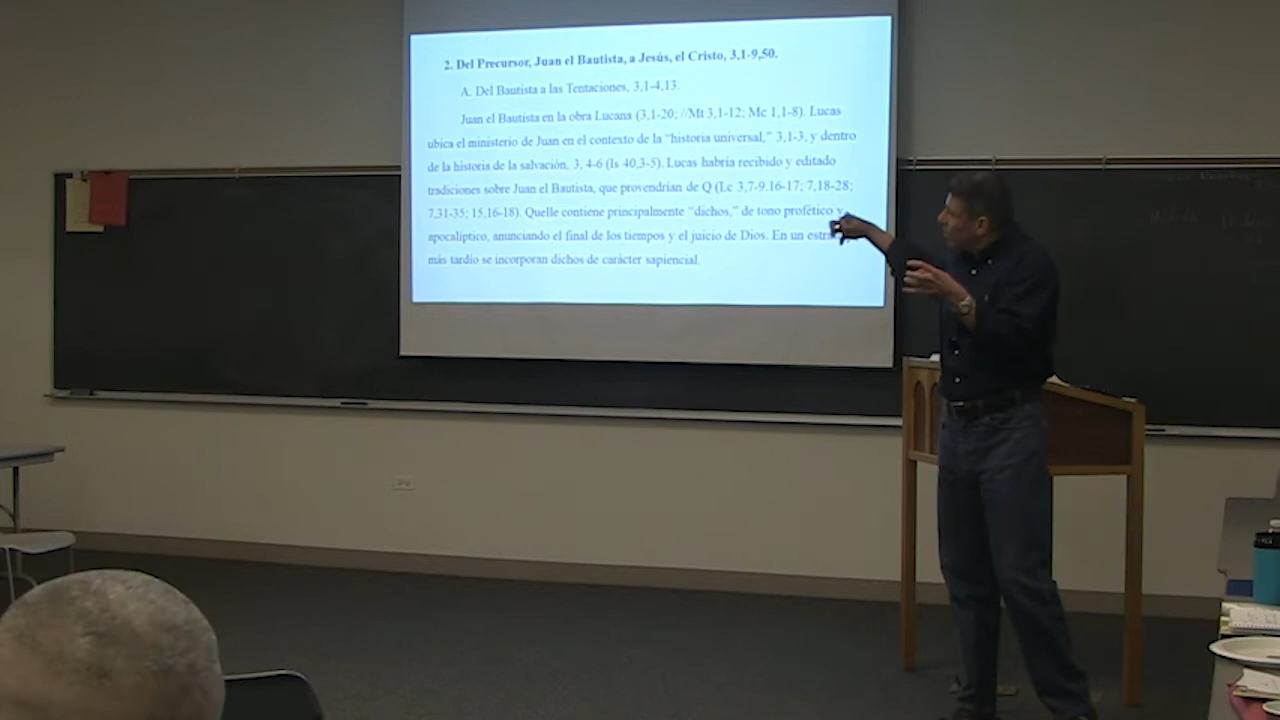 2. Del Precursor, Juan el Bautista, a Jesús, el Cristo, 3,1-9,50.
A. Del Bautista a las Tentaciones, 3,1-4,13.
Juan el Bautista en la obra Lucana (3,1-20; //Mt 3,1-12; Mc 1,1-8). Lucas
ubica el ministerio de Juan en el contexto de la "historia universal," 3,1-3, y dentro
de la historia de la salvación, 3, 4-6 (Is 40,3-5). Lucas habría recibido y editado
tradiciones sobre Juan el Bautista, que provendrían de Q (Lc 3,7-9.16-17; 7,18-28;
7,31-35; 15,16-18). Quelle contiene principalmente "dichos," de tono profético y
apocalíptico, anunciando el final de los tiempos y el juicio de Dios. En un
más tardío se incorporan dichos de carácter sapiencial.